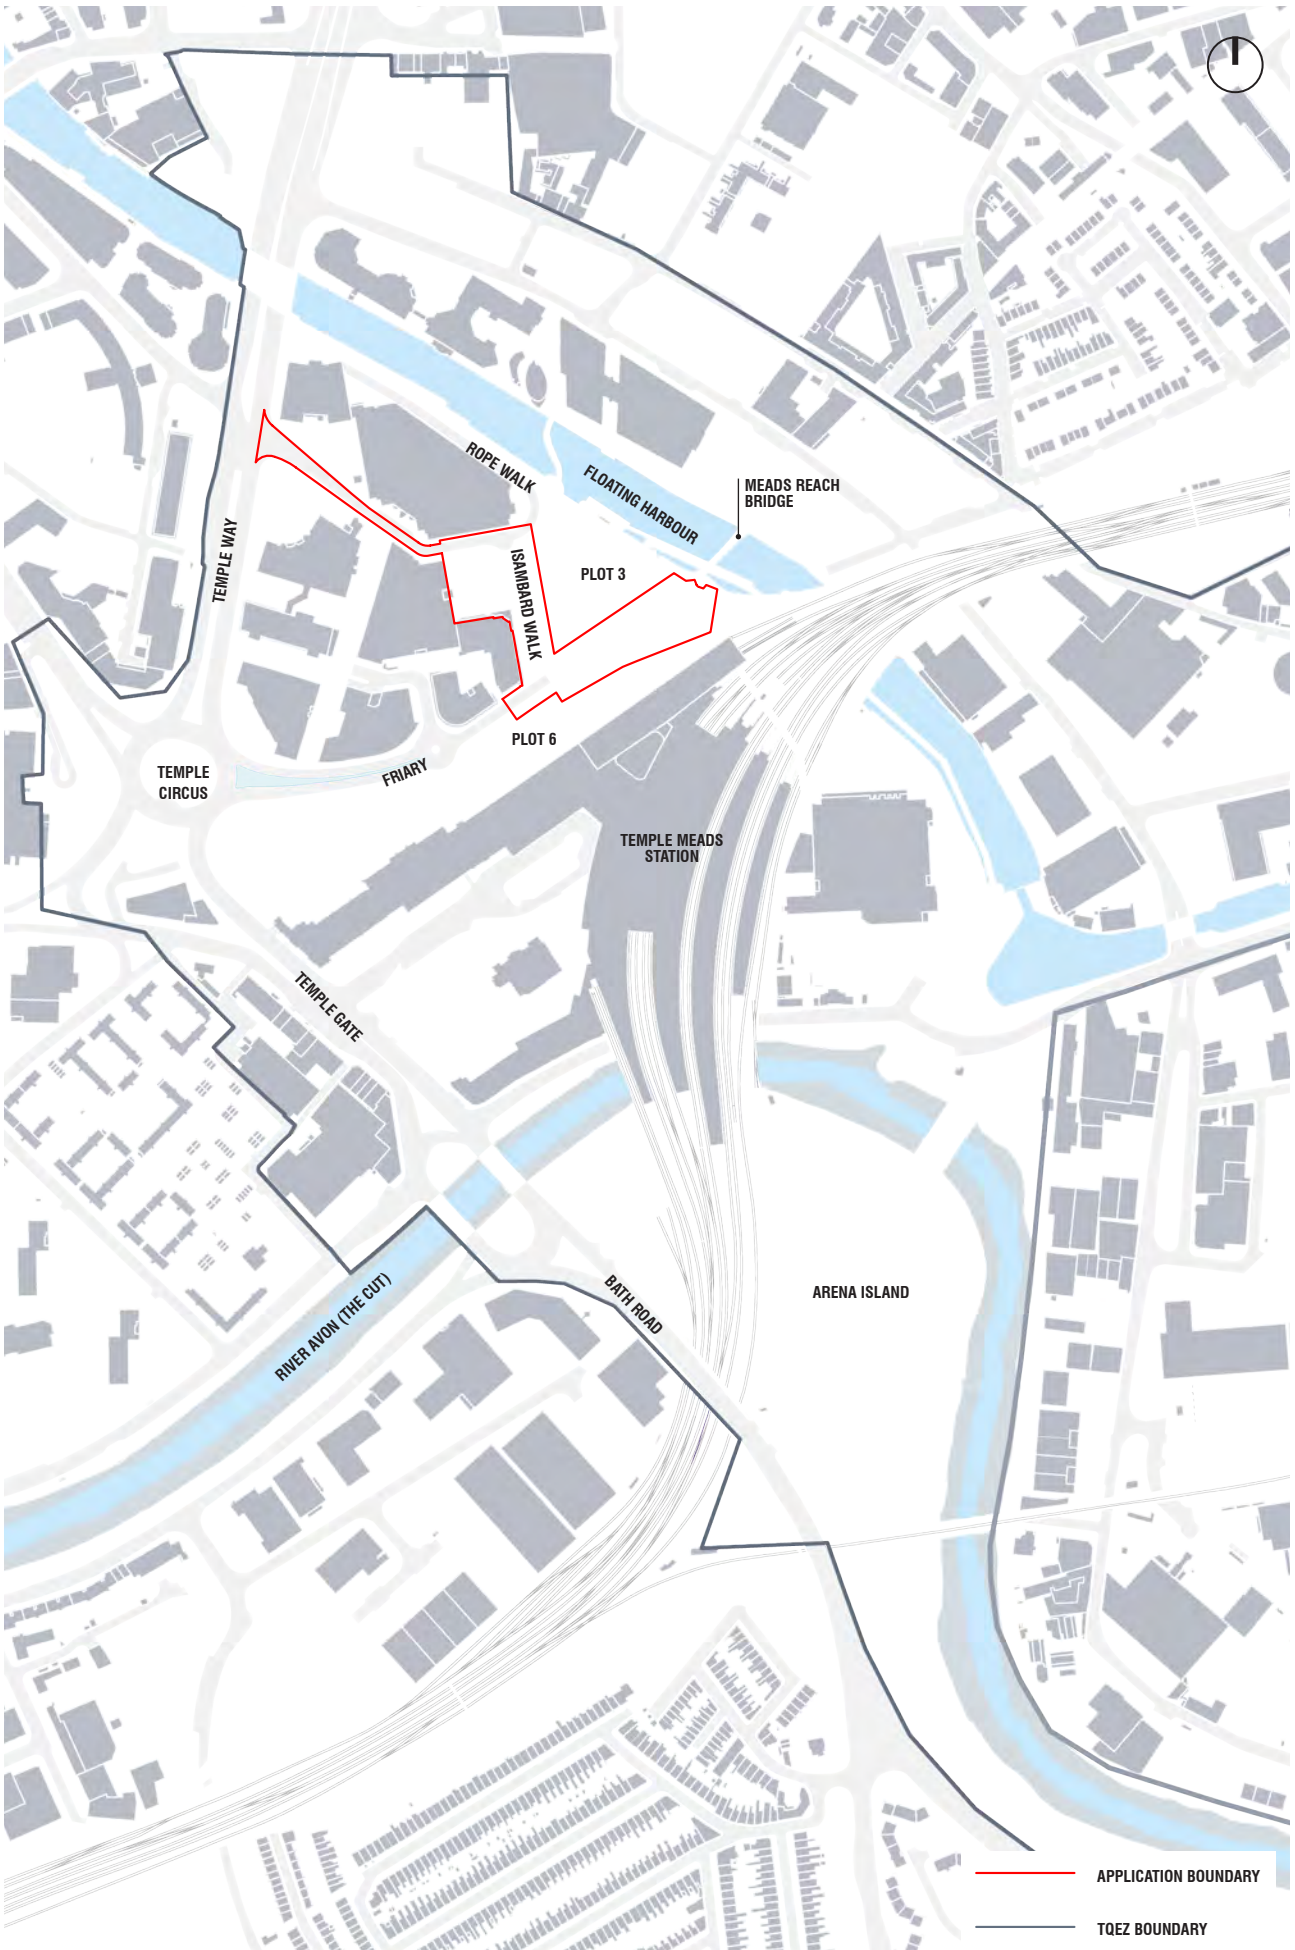 ROPE WALK
FLOATING HARBOUR
MEADS REACH
BRIDGE
TEMPLE WAY
ISAMBARD WALK
PLOT 3
PLOT 6
TEMPLE
CIRCUS
FRIARY
TEMPLE MEADS
STATION
TEMPLE GATE
RIVER AVON (THE CUT)
BATH ROAD
ARENA ISLAND
APPLICATION BOUNDARY
TQEZ BOUNDARY